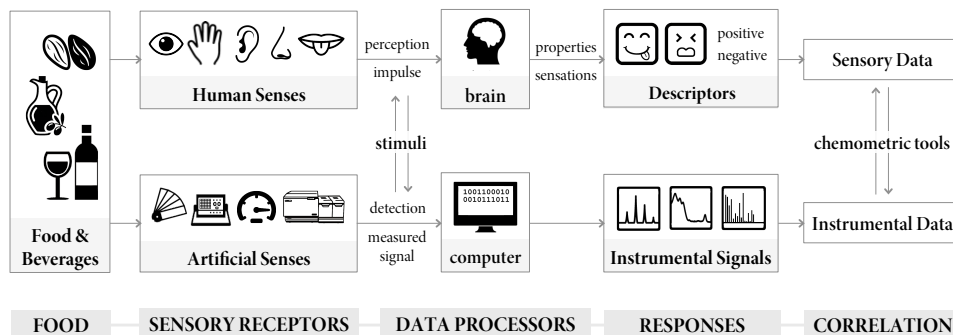 Food &
Beverages
Human Senses
perception
impulse
brain
properties
sensations
positive
negative
Descriptors
Sensory Data
stimuli
chemometric tools
Artificial Senses
detection
measured
signal
1001100010
0010111011
computer
Instrumental Signals
Instrumental Data
FOOD
SENSORY RECEPTORS
DATA PROCESSORS
RESPONSES
CORRELATION